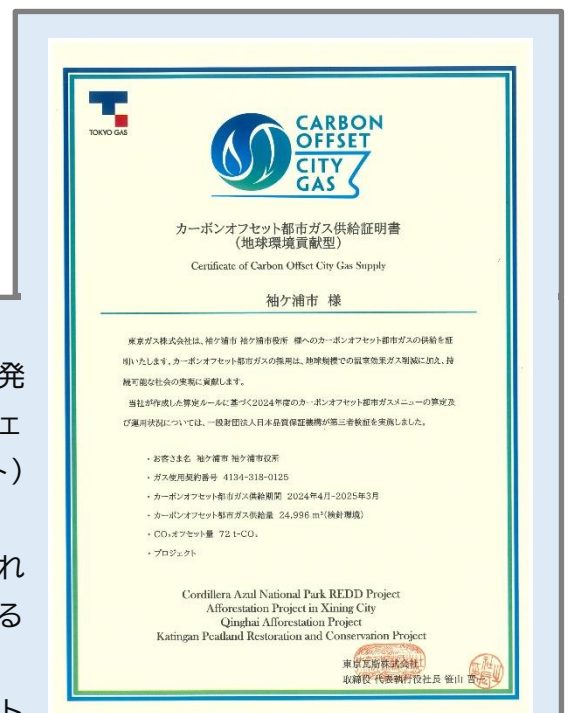 TOKYO GAS
CARBON
OFFSET
CITY
GAS
カーボンオフセット都市ガス供給証明書
（地球環境貢献型）
Certificate of Carbon Offset City Gas Supply
袖ケ浦市 様
東京ガス株式会社は、袖ケ浦市 袖ケ浦市役所 様へのカーボンオフセット都市ガスの供給を証
明いたします。カーボンオフセット都市ガスの採用は、地球規模での温室効果ガス削減に加え、持
続可能な社会の実現に貢献します。
当社が作成した算定ルールに基づく2024年度のカーボンオフセット都市ガスメニューの算定及
び運用状況については、一般財団法人日本品質保証機構が第三者検証を実施しました。
・お客さま名 袖ケ浦市 袖ケ浦市役所
・ガス使用契約番号 4134-318-0125
・カーボンオフセット都市ガス供給期間 2024年4月-2025年3月
・カーボンオフセット都市ガス供給量 24,996 m³(検針環境)
・CO₂オフセット量 72 t-CO₂
・プロジェクト
Cordillera Azul National Park REDD Project
Afforestation Project in Xining City
Qinghai Afforestation Project
Katingan Peatland Restoration and Conservation Project
東京瓦斯株式会社
取締役 代表執行役社長 笹山
発
ェ
ト）
れ
る
ト